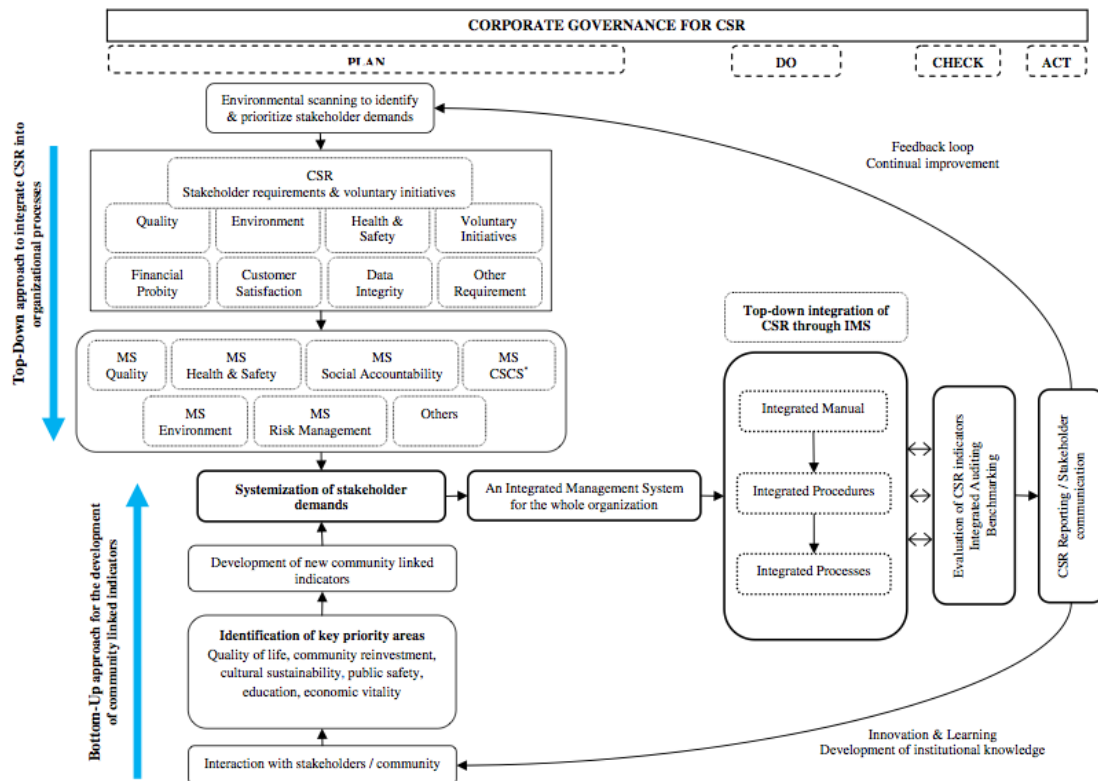 CORPORATE GOVERNANCE FOR CSR
PLAN
DO
CHECK
ACT
Environmental scanning to identify
& prioritize stakeholder demands
Feedback loop
Continual improvement
Top-Down approach to integrate CSR into
organizational processes
CSR
Stakeholder requirements & voluntary initiatives
Quality
Environment
Health &
Safety
Voluntary
Initiatives
Financial
Probity
Customer
Satisfaction
Data
Integrity
Other
Requirement
MS
Quality
MS
Health & Safety
MS
Social Accountability
MS
CSCS*
MS
Environment
MS
Risk Management
Others
Systemization of stakeholder
demands
An Integrated Management System
for the whole organization
Top-down integration of
CSR through IMS
Integrated Manual
Integrated Procedures
Integrated Processes
Evaluation of CSR indicators
Integrated Auditing
Benchmarking
CSR Reporting / Stakeholder
communication
Bottom-Up approach for the development
of community linked indicators
Development of new community linked
indicators
Identification of key priority areas
Quality of life, community reinvestment,
cultural sustainability, public safety,
education, economic vitality
Interaction with stakeholders / community
Innovation & Learning
Development of institutional knowledge